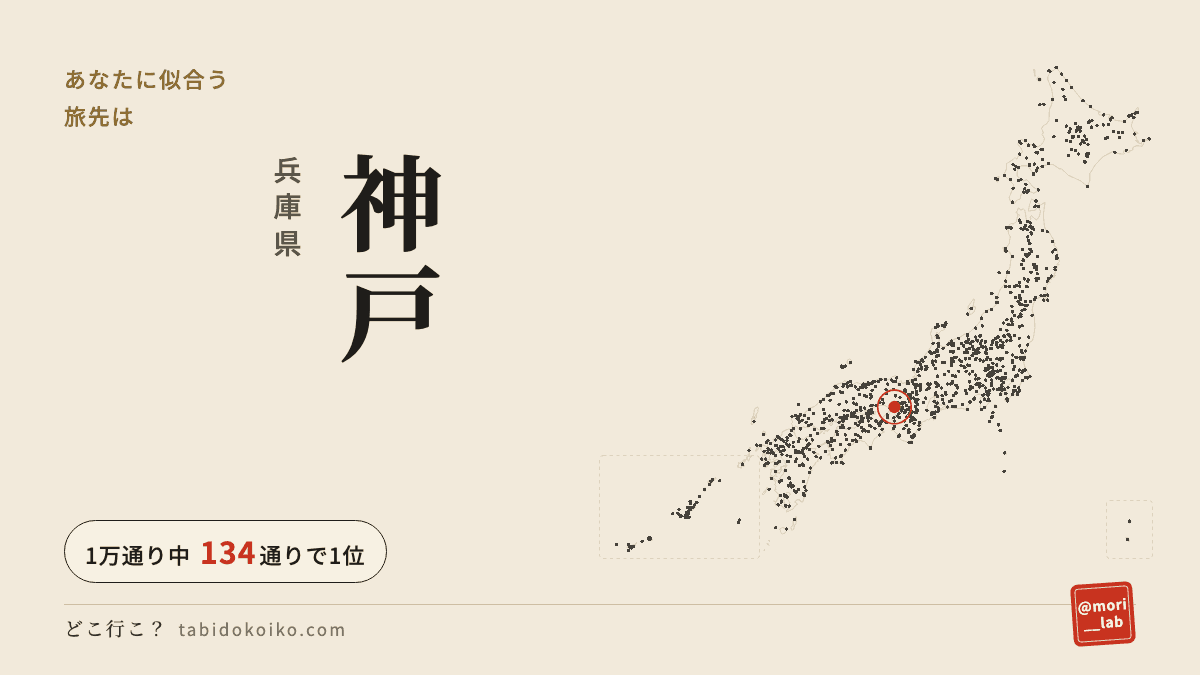 あなたに似合う
旅先は
神戸
兵庫県
1万通り中 134通りで1位
どこ行こ？ tabidokoiko.com
@mori
__lab